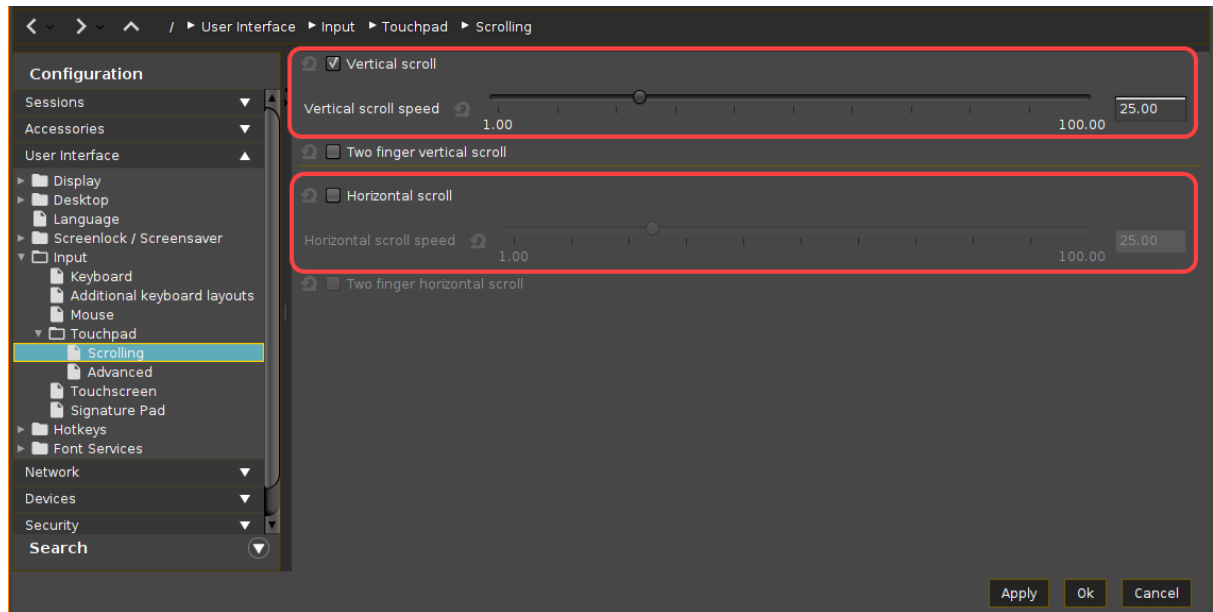 / User Interface Input Touchpad Scrolling
Configuration
Sessions
Accessories
User Interface
Display
Desktop
Language
Screenlock / Screensaver
Input
Keyboard
Additional keyboard layouts
Mouse
Touchpad
Scrolling
Advanced
Touchscreen
Signature Pad
Hotkeys
Font Services
Network
Devices
Security
Search
Vertical scroll
Vertical scroll speed
1.00 100.00
25.00
Two finger vertical scroll
Horizontal scroll
Horizontal scroll speed
1.00 100.00
25.00
Two finger horizontal scroll
Apply Ok Cancel